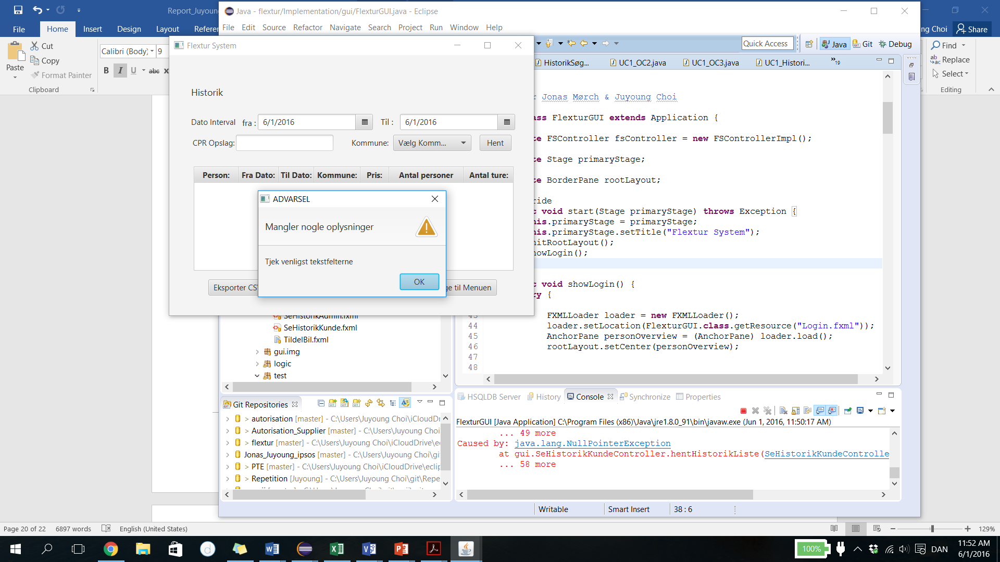 Report_Juyoung
Java - flextur/Implementation/gui/FlexturGUI.java - Eclipse
File Home Insert Design Layout Referen
ng Choi Share
File Edit Source Refactor Navigate Search Project Run Window Help
Cut
Copy
Format Painter
Paste
Clipboard
Calibri (Body) 9
B I U abc x
Flextur System
Quick Access Java Git Debug
Find
Replace
Select
Editing
HistorikSøg... UC1_OC2.java UC1_OC3.java UC1_Histori... »19
Historik
Dato Interval fra : 6/1/2016 Til : 6/1/2016
CPR Opslag: Kommune: Vælg Komm... Hent
Person: Fra Dato: Til Dato: Kommune: Pris: Antal personer Antal ture:
ADVARSEL
Mangler nogle oplysninger
Tjek venligst tekstfelterne
OK
Eksporter CS ge til Menuen
r Jonas Mørch & Juyoung Choi
ass FlexturGUI extends Application {
te FSController fsController = new FSControllerImpl();
te Stage primaryStage;
te BorderPane rootLayout;
ride
c void start(Stage primaryStage) throws Exception {
his.primaryStage = primaryStage;
his.primaryStage.setTitle("Flextur System");
nitRootLayout();
howLogin();
c void showLogin() {
ry {
43 FXMLLoader loader = new FXMLLoader();
44 loader.setLocation(FlexturGUI.class.getResource("Login.fxml"));
45 AnchorPane personOverview = (AnchorPane) loader.load();
46 rootLayout.setCenter(personOverview);
47
48
SeHistorikAdmin.fxml
SeHistorikKunde.fxml
TildelBil.fxml
gui.img
logic
test
Git Repositories
> autorisation [master] - C:\Users\Juyoung Choi\iCloudDri
> Autorisation_Supplier [master] - C:\Users\Juyoung Choi
> flextur [master] - C:\Users\Juyoung Choi\iCloudDrive\ec
Jonas_Juyoung_ipsos [master] - C:\Users\Juyoung Choi\gi
> PTE [master] - C:\Users\Juyoung Choi\iCloudDrive\eclip
> Repetition [Juyoung] - C:\Users\Juyoung Choi\git\Repe
HSQLDB Server History Console Synchronize Properties
FlexturGUI [Java Application] C:\Program Files (x86)\Java\jre1.8.0_91\bin\javaw.exe (Jun 1, 2016, 11:50:17 AM)
... 49 more
Caused by: java.lang.NullPointerException
at gui.SeHistorikKundeController.hentHistorikListe(SeHistorikKundeControlle
... 58 more
Writable Smart Insert 38 : 6
Page 20 of 22 6897 words English (United States) 129%
100% DAN 11:52 AM
6/1/2016